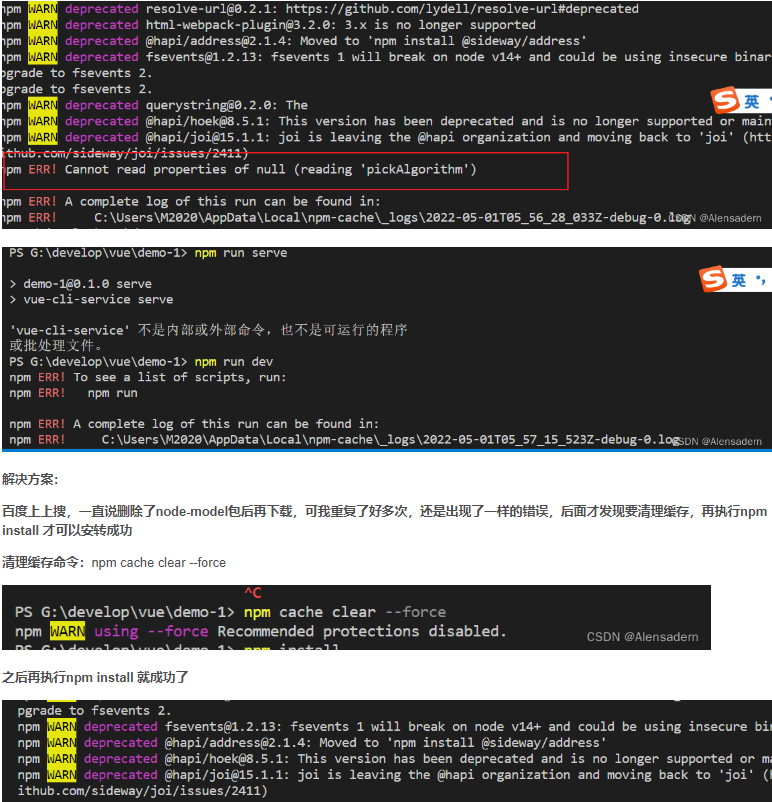 npm WARN deprecated resolve-url@0.2.1: https://github.com/lydell/resolve-url#deprecated
npm WARN deprecated html-webpack-plugin@3.2.0: 3.x is no longer supported
npm WARN deprecated @hapi/address@2.1.4: Moved to 'npm install @sideway/address'
npm WARN deprecated fsevents@1.2.13: fsevents 1 will break on node v14+ and could be using insecure binar
pgrade to fsevents 2.
pgrade to fsevents 2.
npm WARN deprecated querystring@0.2.0: The
npm WARN deprecated @hapi/hoek@8.5.1: This version has been deprecated and is no longer supported or main
npm WARN deprecated @hapi/joi@15.1.1: joi is leaving the @hapi organization and moving back to 'joi' (htt
ithub.com/sideway/joi/issues/2411)
npm ERR! Cannot read properties of null (reading 'pickAlgorithm')
npm ERR! A complete log of this run can be found in:
npm ERR!     C:\Users\M2020\AppData\Local\npm-cache\_logs\2022-05-01T05_56_28_033Z-debug-0.log
CSDN @Alensadern
S 英
PS G:\develop\vue\demo-1> npm run serve
> demo-1@0.1.0 serve
> vue-cli-service serve
S 英
'vue-cli-service' 不是内部或外部命令，也不是可运行的程序
或批处理文件。
PS G:\develop\vue\demo-1> npm run dev
npm ERR! To see a list of scripts, run:
npm ERR!   npm run
npm ERR! A complete log of this run can be found in:
npm ERR!     C:\Users\M2020\AppData\Local\npm-cache\_logs\2022-05-01T05_57_15_523Z-debug-0.log
CSDN @Alensadern
解决方案：
百度上上搜，一直说删除了node-model包后再下载，可我重复了好多次，还是出现了一样的错误，后面才发现要清理缓存，再执行npm
install 才可以安转成功
清理缓存命令：npm cache clear --force
^C
PS G:\develop\vue\demo-1> npm cache clear --force
npm WARN using --force Recommended protections disabled.
CSDN @Alensadern
PS G:\develop\vue\demo-1> npm install
之后再执行npm install 就成功了
pgrade to fsevents 2.
npm WARN deprecated fsevents@1.2.13: fsevents 1 will break on node v14+ and could be using insecure bin
npm WARN deprecated @hapi/address@2.1.4: Moved to 'npm install @sideway/address'
npm WARN deprecated @hapi/hoek@8.5.1: This version has been deprecated and is no longer supported or ma
npm WARN deprecated @hapi/joi@15.1.1: joi is leaving the @hapi organization and moving back to 'joi' (h
ithub.com/sideway/joi/issues/2411)